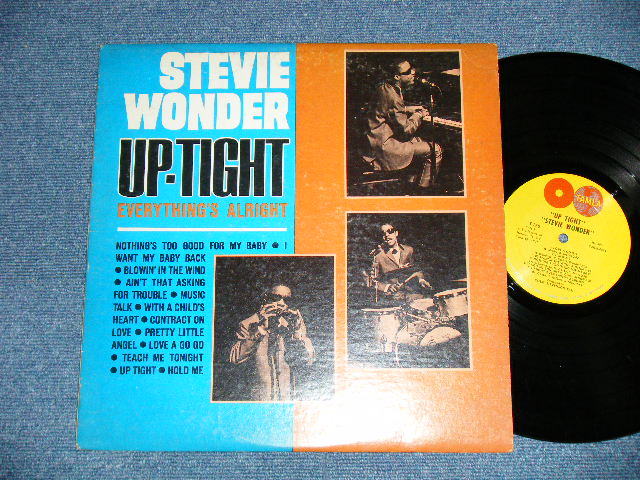 STEVIE
WONDER
UP-TIGHT
EVERYTHING'S ALRIGHT
NOTHING'S TOO GOOD FOR MY BABY ● I
WANT MY BABY BACK
● BLOWIN' IN THE WIND
● AIN'T THAT ASKING
FOR TROUBLE ● MUSIC
TALK ● WITH A CHILD'S
HEART ● CONTRACT ON
LOVE ● PRETTY LITTLE
ANGEL ● LOVE A GO GO
● TEACH ME TONIGHT
● UP TIGHT ● HOLD ME
TAMLA
"UP TIGHT"
"STEVIE WONDER"